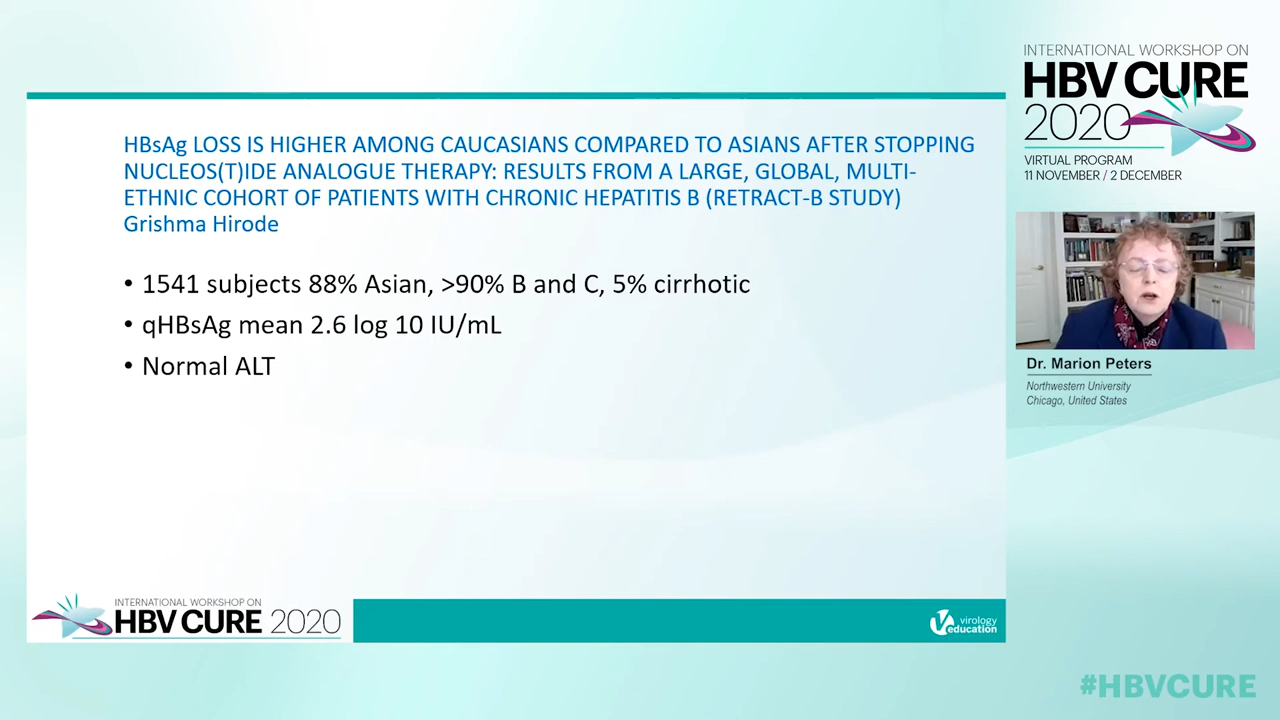 HBsAg LOSS IS HIGHER AMONG CAUCASIANS COMPARED TO ASIANS AFTER STOPPING
NUCLEOS(T)IDE ANALOGUE THERAPY: RESULTS FROM A LARGE, GLOBAL, MULTI-
ETHNIC COHORT OF PATIENTS WITH CHRONIC HEPATITIS B (RETRACT-B STUDY)
Grishma Hirode
• 1541 subjects 88% Asian, >90% B and C, 5% cirrhotic
• qHBsAg mean 2.6 log 10 IU/mL
• Normal ALT
INTERNATIONAL WORKSHOP ON
HBV CURE 2020
virology
education
INTERNATIONAL WORKSHOP ON
HBV CURE
2020
VIRTUAL PROGRAM
11 NOVEMBER / 2 DECEMBER
Dr. Marion Peters
Northwestern University
Chicago, United States
#HBVCURE